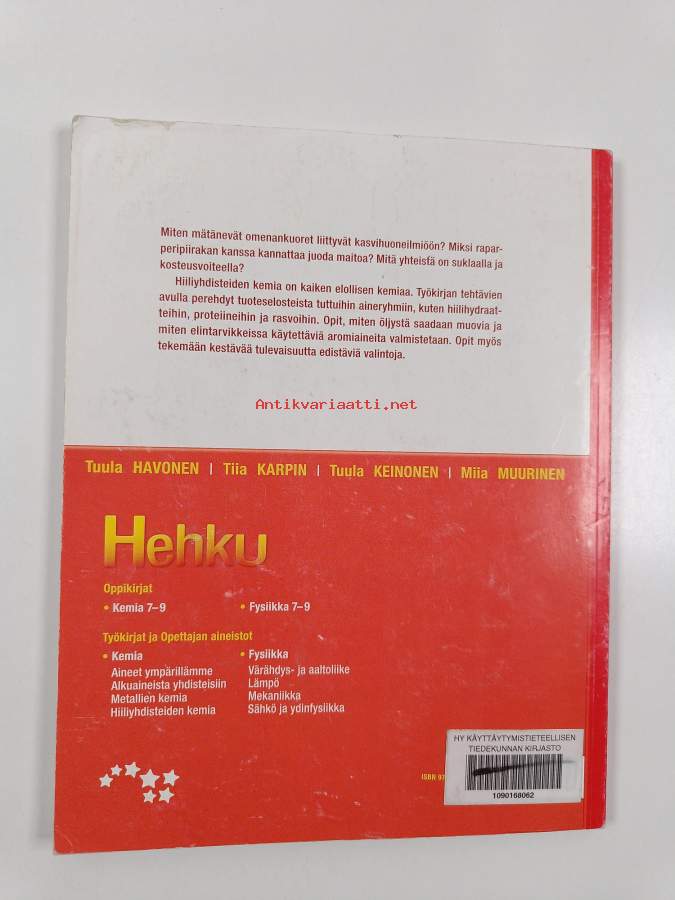 Miten mätänevät omenankuoret liittyvät kasvihuoneilmiöön? Miksi rapar-
peripiirakan kanssa kannattaa juoda maitoa? Mitä yhteistä on suklaalla ja
kosteusvoiteella?
Hiiliyhdisteiden kemia on kaiken elollisen kemiaa. Työkirjan tehtävien
avulla perehdyt tuoteselosteista tuttuihin aineryhmiin, kuten hiilihydraat-
teihin, proteiineihin ja rasvoihin. Opit, miten öljystä saadaan muovia ja
miten elintarvikkeissa käytettäviä aromiaineita valmistetaan. Opit myös
tekemään kestävää tulevaisuutta edistäviä valintoja.
Antikvariaatti.net
Tuula HAVONEN | Tiia KARPIN | Tuula KEINONEN | Miia MUURINEN
Hehku
Oppikirjat
• Kemia 7–9 • Fysiikka 7–9
Työkirjat ja Opettajan aineistot
• Kemia • Fysiikka
Aineet ympärillämme Värähdys- ja aaltoliike
Alkuaineista yhdisteisiin Lämpö
Metallien kemia Mekaniikka
Hiiliyhdisteiden kemia Sähkö ja ydinfysiikka
HY KÄYTTÄYTYMISTIETEELLISEN
TIEDEKUNNAN KIRJASTO
ISBN 97
1090168062